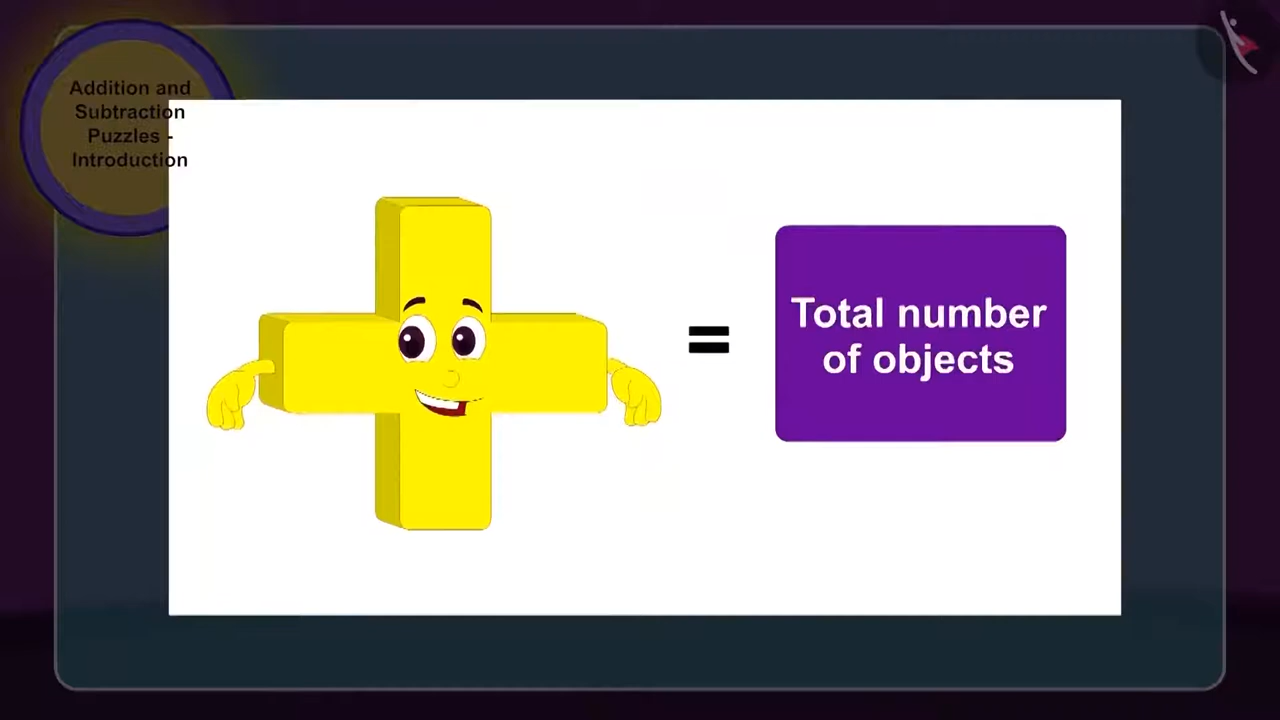 Addition and
Subtraction
Puzzles -
Introduction
=
Total number
of objects